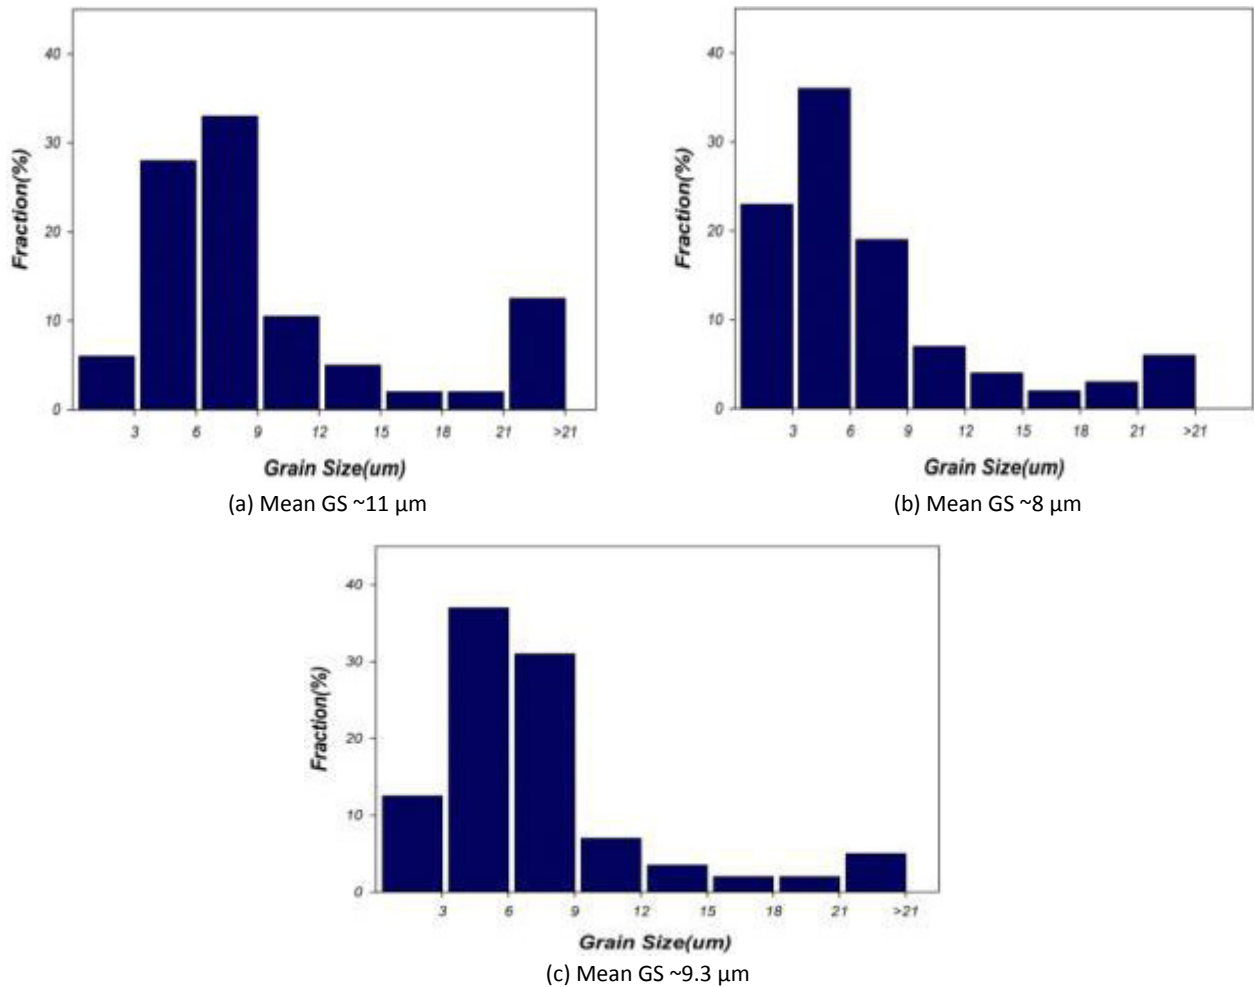 40
30
20
10
0
Fraction(%)
3 6 9 12 15 18 21 >21
Grain Size(um)
(a) Mean GS ~11 µm
40
30
20
10
0
Fraction(%)
3 6 9 12 15 18 21 >21
Grain Size(um)
(b) Mean GS ~8 µm
40
30
20
10
0
Fraction(%)
3 6 9 12 15 18 21 >21
Grain Size(um)
(c) Mean GS ~9.3 µm